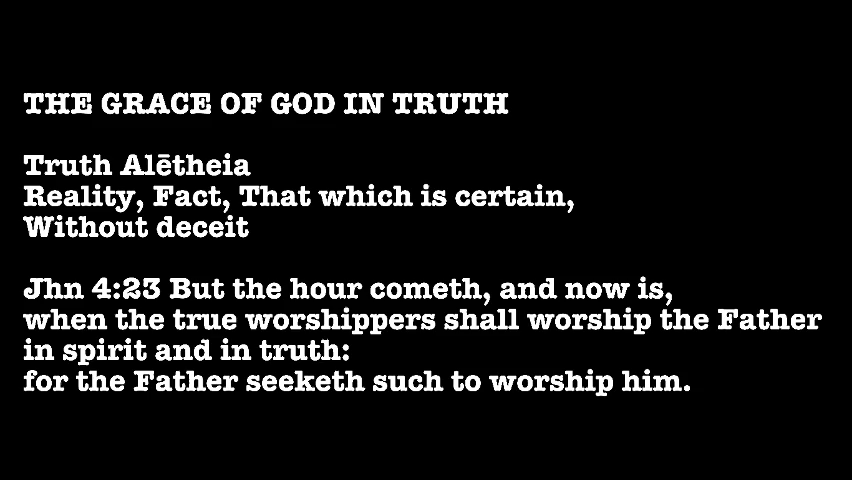 THE GRACE OF GOD IN TRUTH
Truth Alētheia
Reality, Fact, That which is certain,
Without deceit
Jhn 4:23 But the hour cometh, and now is,
when the true worshippers shall worship the Father
in spirit and in truth:
for the Father seeketh such to worship him.